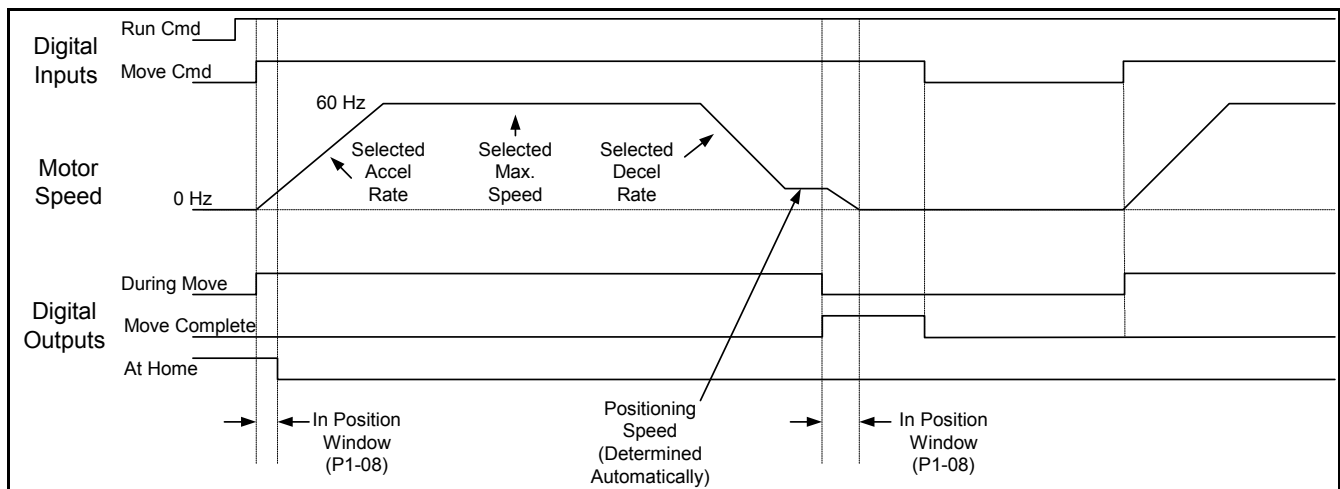 Digital
Inputs
Run Cmd
Move Cmd
Motor
Speed
60 Hz
0 Hz
Selected
Accel
Rate
Selected
Max.
Speed
Selected
Decel
Rate
Digital
Outputs
During Move
Move Complete
At Home
In Position
Window
(P1-08)
Positioning
Speed
(Determined
Automatically)
In Position
Window
(P1-08)